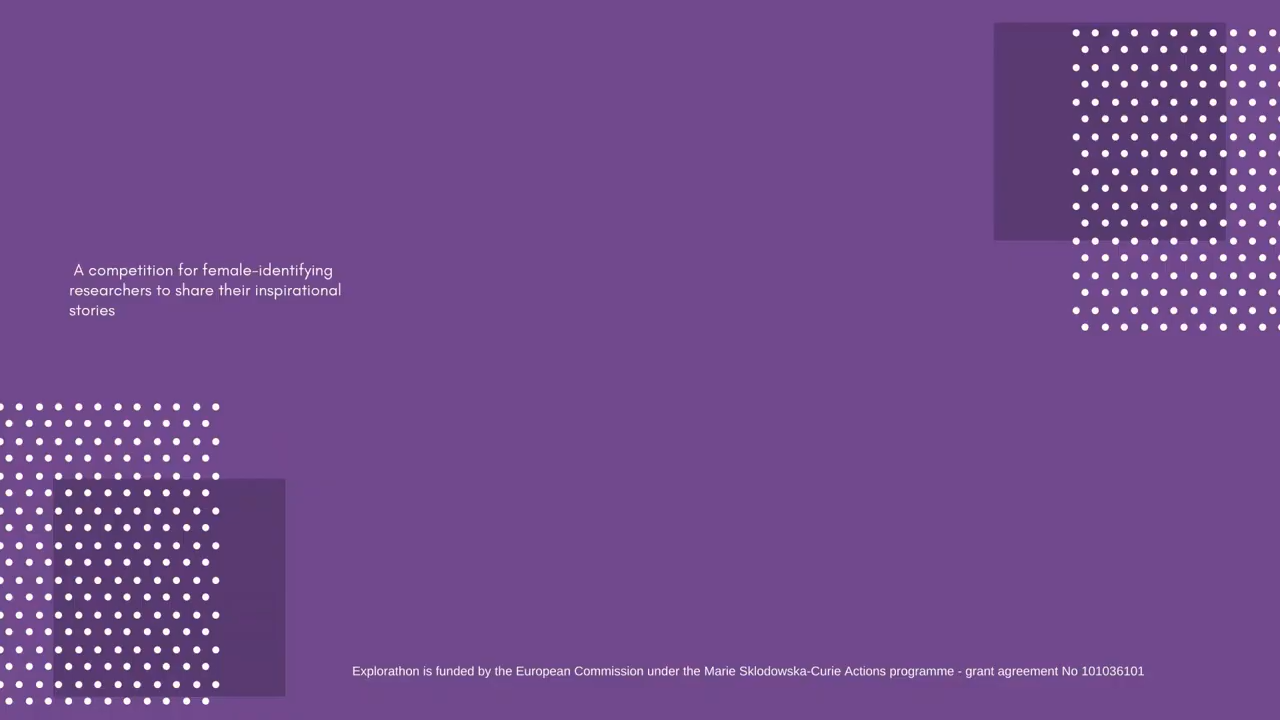 A competition for female-identifying
researchers to share their inspirational
stories
Explorathon is funded by the European Commission under the Marie Sklodowska-Curie Actions programme - grant agreement No 101036101